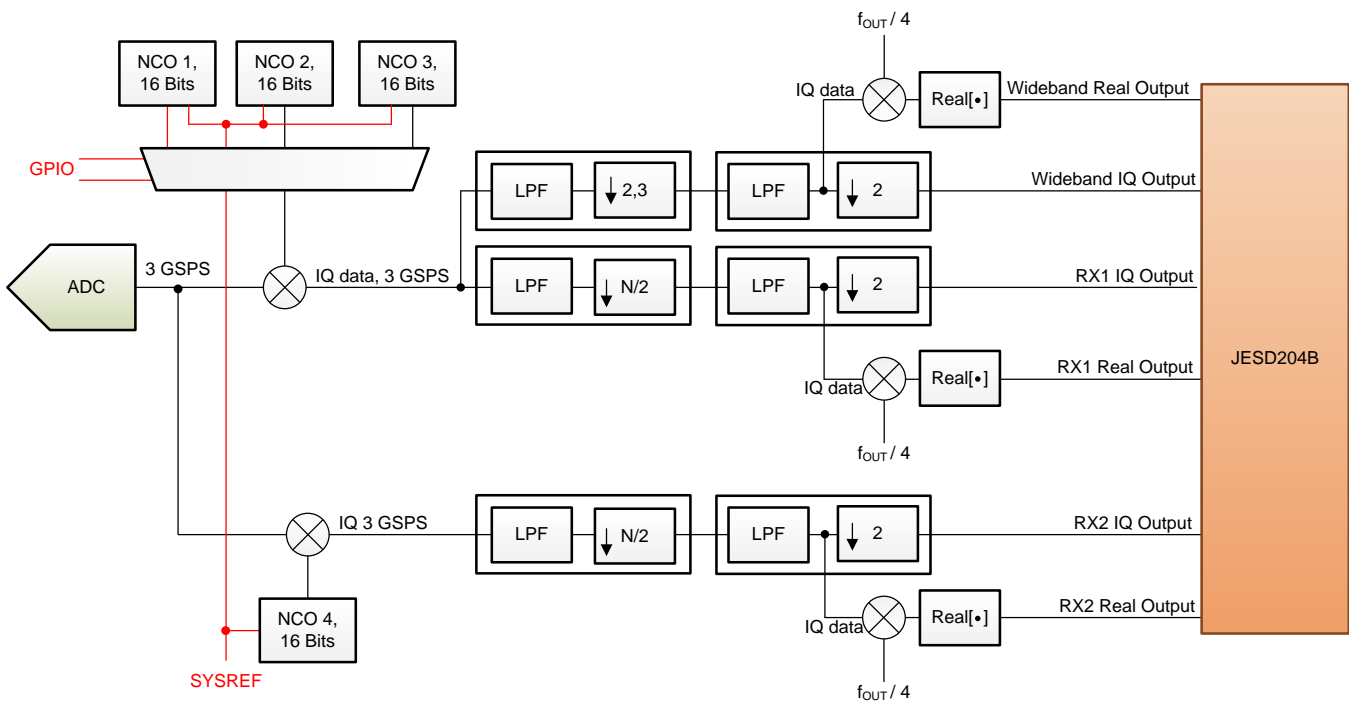 f_OUT / 4
NCO 1,
16 Bits
NCO 2,
16 Bits
NCO 3,
16 Bits
IQ data
Real[•]
Wideband Real Output
GPIO
LPF
2,3
LPF
2
Wideband IQ Output
ADC
3 GSPS
IQ data, 3 GSPS
LPF
N/2
LPF
2
RX1 IQ Output
JESD204B
IQ data
Real[•]
RX1 Real Output
f_OUT / 4
IQ 3 GSPS
LPF
N/2
LPF
2
RX2 IQ Output
NCO 4,
16 Bits
IQ data
Real[•]
RX2 Real Output
SYSREF
f_OUT / 4